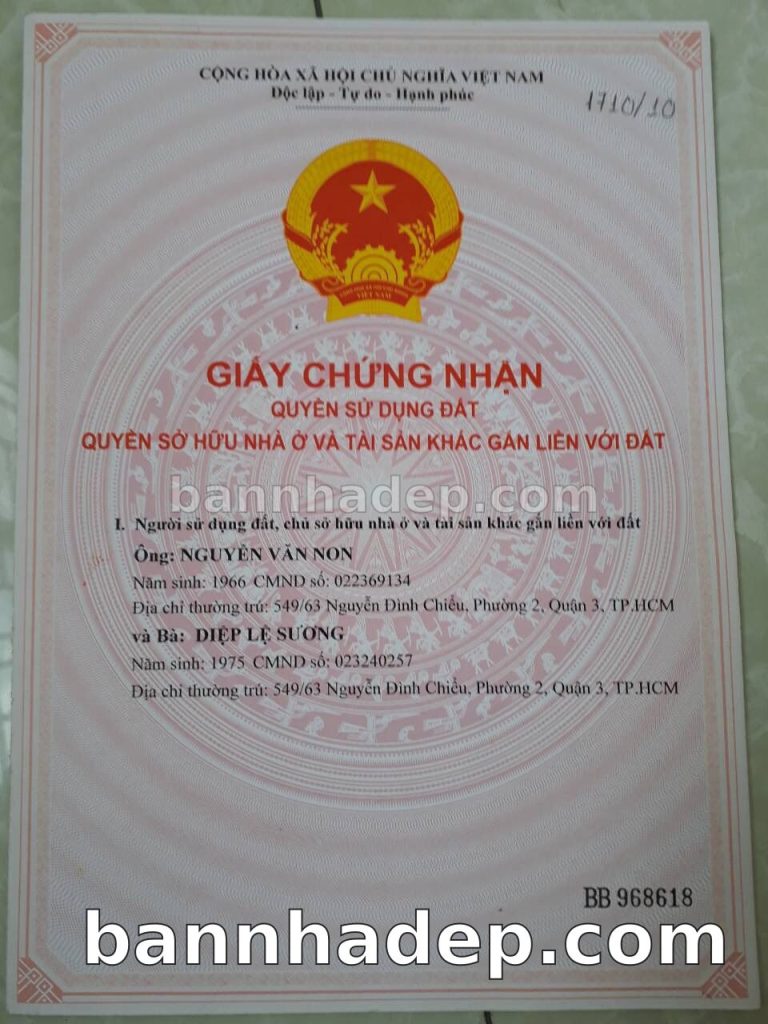 CỘNG HÒA XÃ HỘI CHỦ NGHĨA VIỆT NAM
Độc lập - Tự do - Hạnh phúc
1710/10
VIỆT NAM
GIẤY CHỨNG NHẬN
QUYỀN SỬ DỤNG ĐẤT
QUYỀN SỞ HỮU NHÀ Ở VÀ TÀI SẢN KHÁC GẮN LIỀN VỚI ĐẤT
bannhadep.com
I. Người sử dụng đất, chủ sở hữu nhà ở và tài sản khác gắn liền với đất
Ông: NGUYỄN VĂN NON
Năm sinh: 1966 CMND số: 022369134
Địa chỉ thường trú: 549/63 Nguyễn Đình Chiểu, Phường 2, Quận 3, TP.HCM
và Bà: DIỆP LỆ SƯƠNG
Năm sinh: 1975 CMND số: 023240257
Địa chỉ thường trú: 549/63 Nguyễn Đình Chiểu, Phường 2, Quận 3, TP.HCM
BB 968618
bannhadep.com